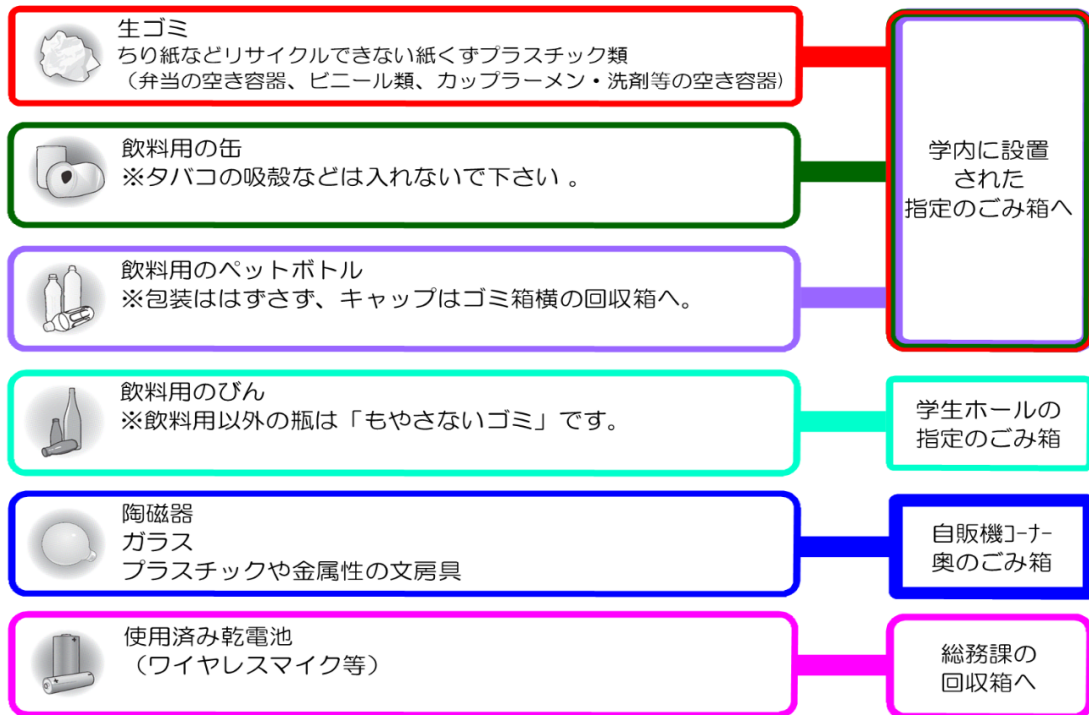 生ゴミ
ちり紙などリサイクルできない紙くずプラスチック類
（弁当の空き容器、ビニール類、カップラーメン・洗剤等の空き容器）
飲料用の缶
※タバコの吸殻などは入れないで下さい 。
飲料用のペットボトル
※包装ははずさず、キャップはゴミ箱横の回収箱へ。
学内に設置
された
指定のごみ箱へ
飲料用のびん
※飲料用以外の瓶は「もやさないゴミ」です。
学生ホールの
指定のごみ箱
陶磁器
ガラス
プラスチックや金属性の文房具
自販機ｺｰﾅｰ
奥のごみ箱
使用済み乾電池
（ワイヤレスマイク等）
総務課の
回収箱へ